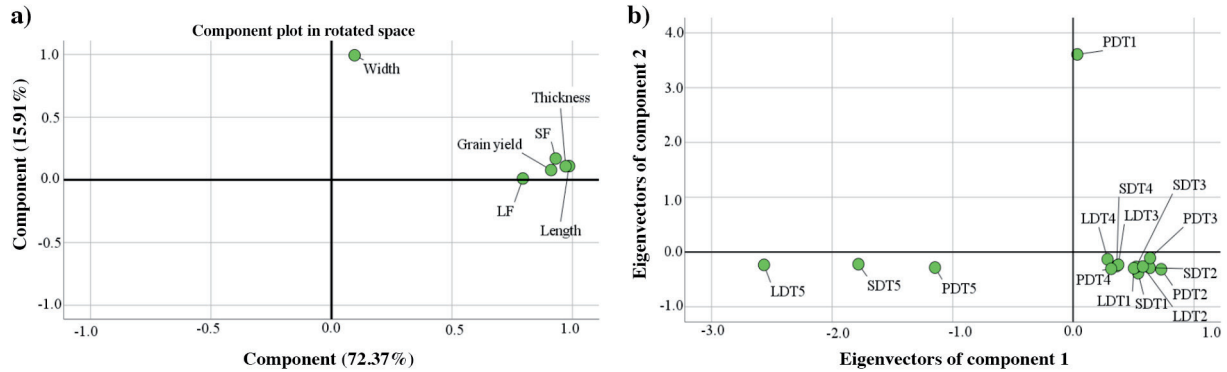 a)
Component plot in rotated space
1.0
0.5
0.0
-0.5
-1.0
Component (15.91%)
Width
Thickness
SF
Grain yield
LF
Length
-1.0
-0.5
0.0
0.5
1.0
Component (72.37%)
b)
4.0
3.0
2.0
1.0
0.0
-1.0
Eigenvectors of component 2
PDT1
SDT4
SDT3
LDT4
LDT3
PDT3
LDT5
SDT5
PDT5
PDT4
SDT2
LDT1
SDT1
PDT2
LDT2
-3.0
-2.0
-1.0
0.0
1.0
Eigenvectors of component 1